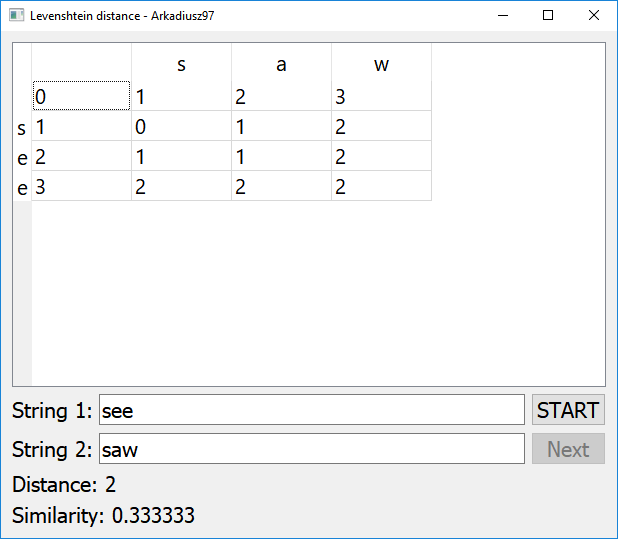 Levenshtein distance - Arkadiusz97
s a w
0 1 2 3
s 1 0 1 2
e 2 1 1 2
e 3 2 2 2
String 1: see START
String 2: saw Next
Distance: 2
Similarity: 0.333333